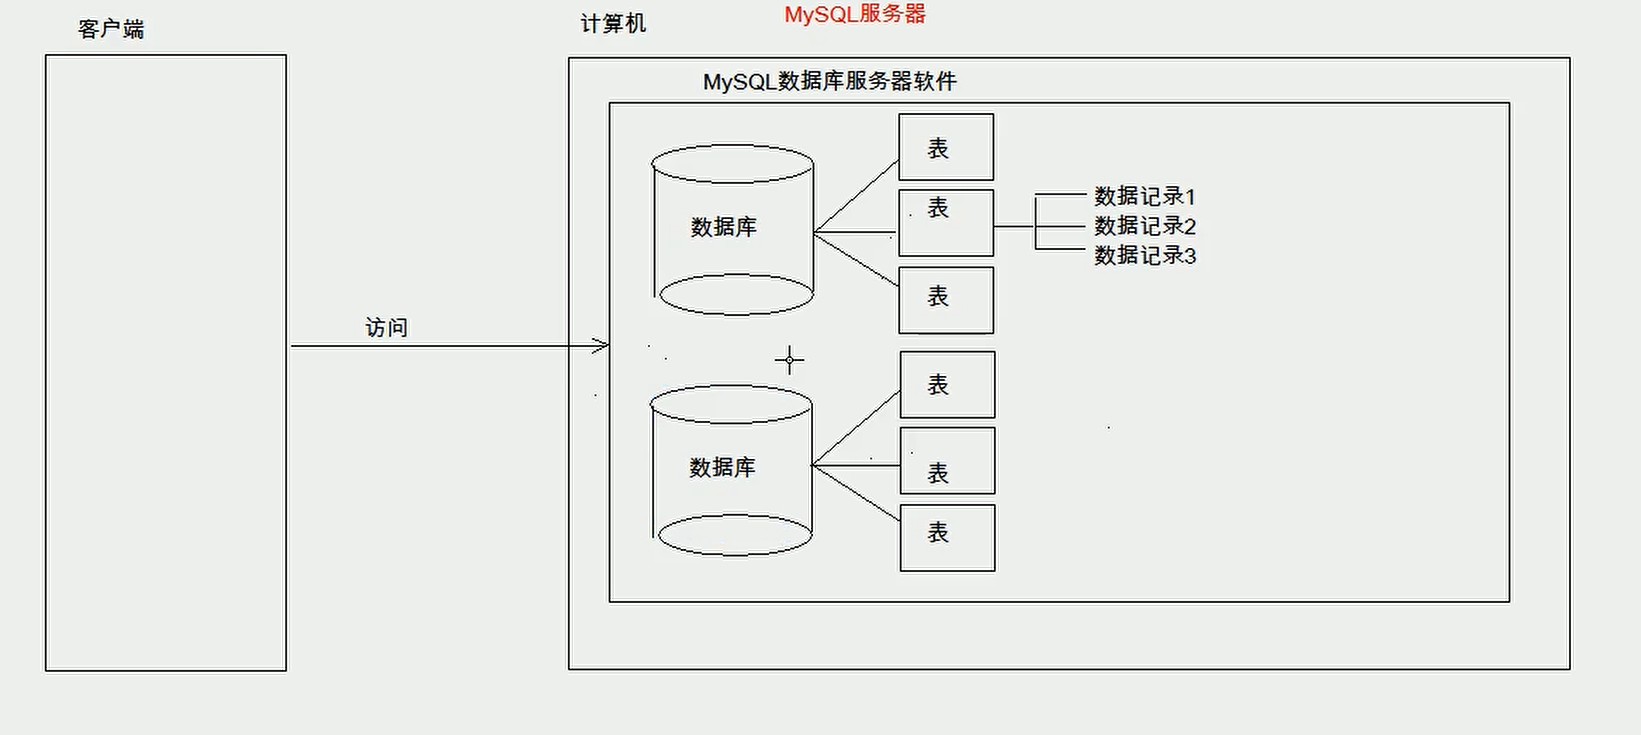 客户端
计算机
MySQL服务器
MySQL数据库服务器软件
表
数据库
表
数据记录1
数据记录2
数据记录3
表
访问
表
数据库
表
表